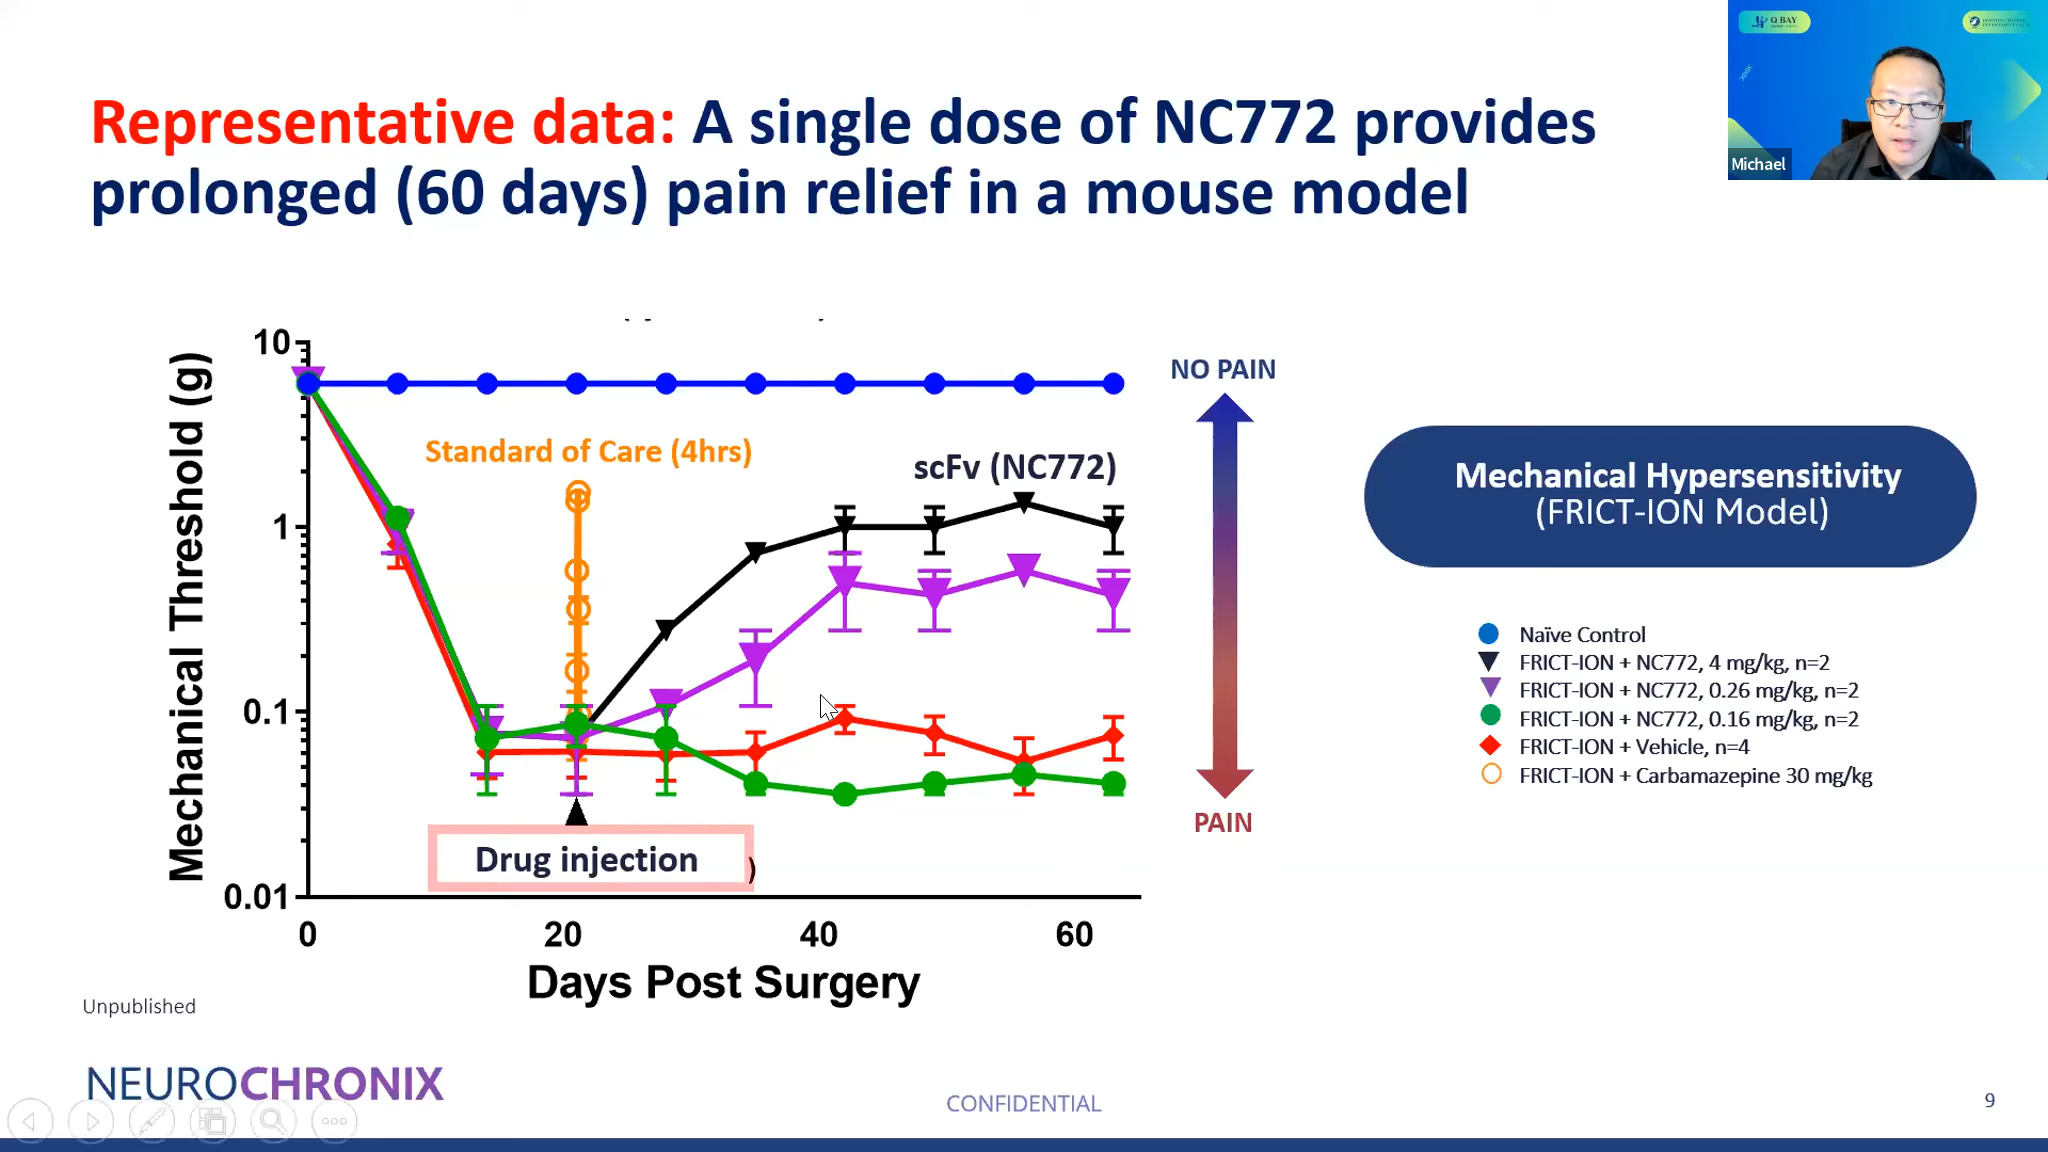 Q BAY
Michael
Representative data: A single dose of NC772 provides
prolonged (60 days) pain relief in a mouse model
Mechanical Threshold (g)
10
1
0.1
0.01
0
20
40
60
Days Post Surgery
Standard of Care (4hrs)
scFv (NC772)
Drug injection
)
NO PAIN
PAIN
Mechanical Hypersensitivity
(FRICT-ION Model)
Naïve Control
FRICT-ION + NC772, 4 mg/kg, n=2
FRICT-ION + NC772, 0.26 mg/kg, n=2
FRICT-ION + NC772, 0.16 mg/kg, n=2
FRICT-ION + Vehicle, n=4
FRICT-ION + Carbamazepine 30 mg/kg
Unpublished
NEUROCHRONIX
CONFIDENTIAL
9